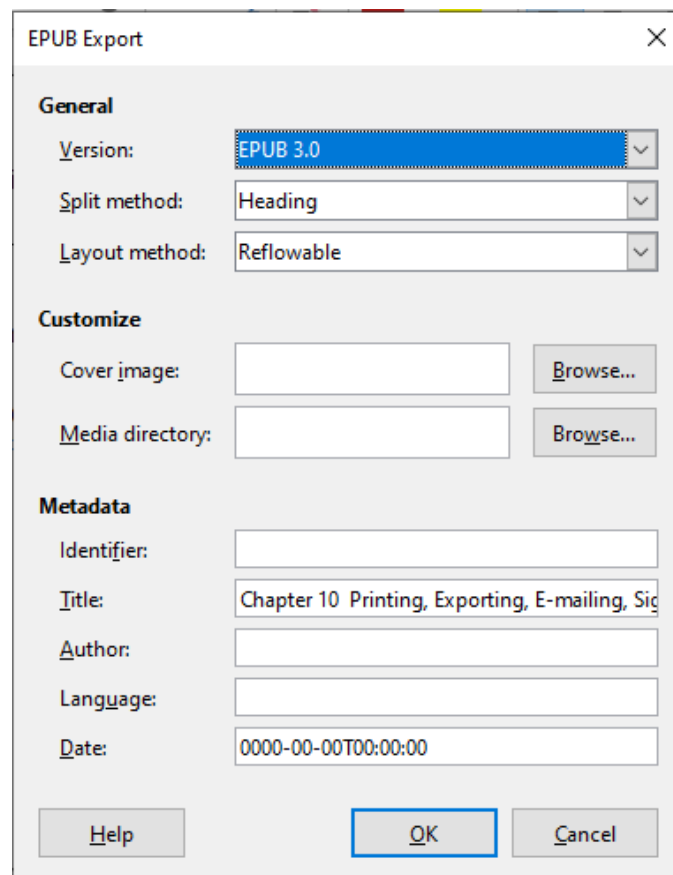 EPUB Export
General
Version: EPUB 3.0
Split method: Heading
Layout method: Reflowable
Customize
Cover image: Browse...
Media directory: Browse...
Metadata
Identifier:
Title: Chapter 10 Printing, Exporting, E-mailing, Sig
Author:
Language:
Date: 0000-00-00T00:00:00
Help OK Cancel